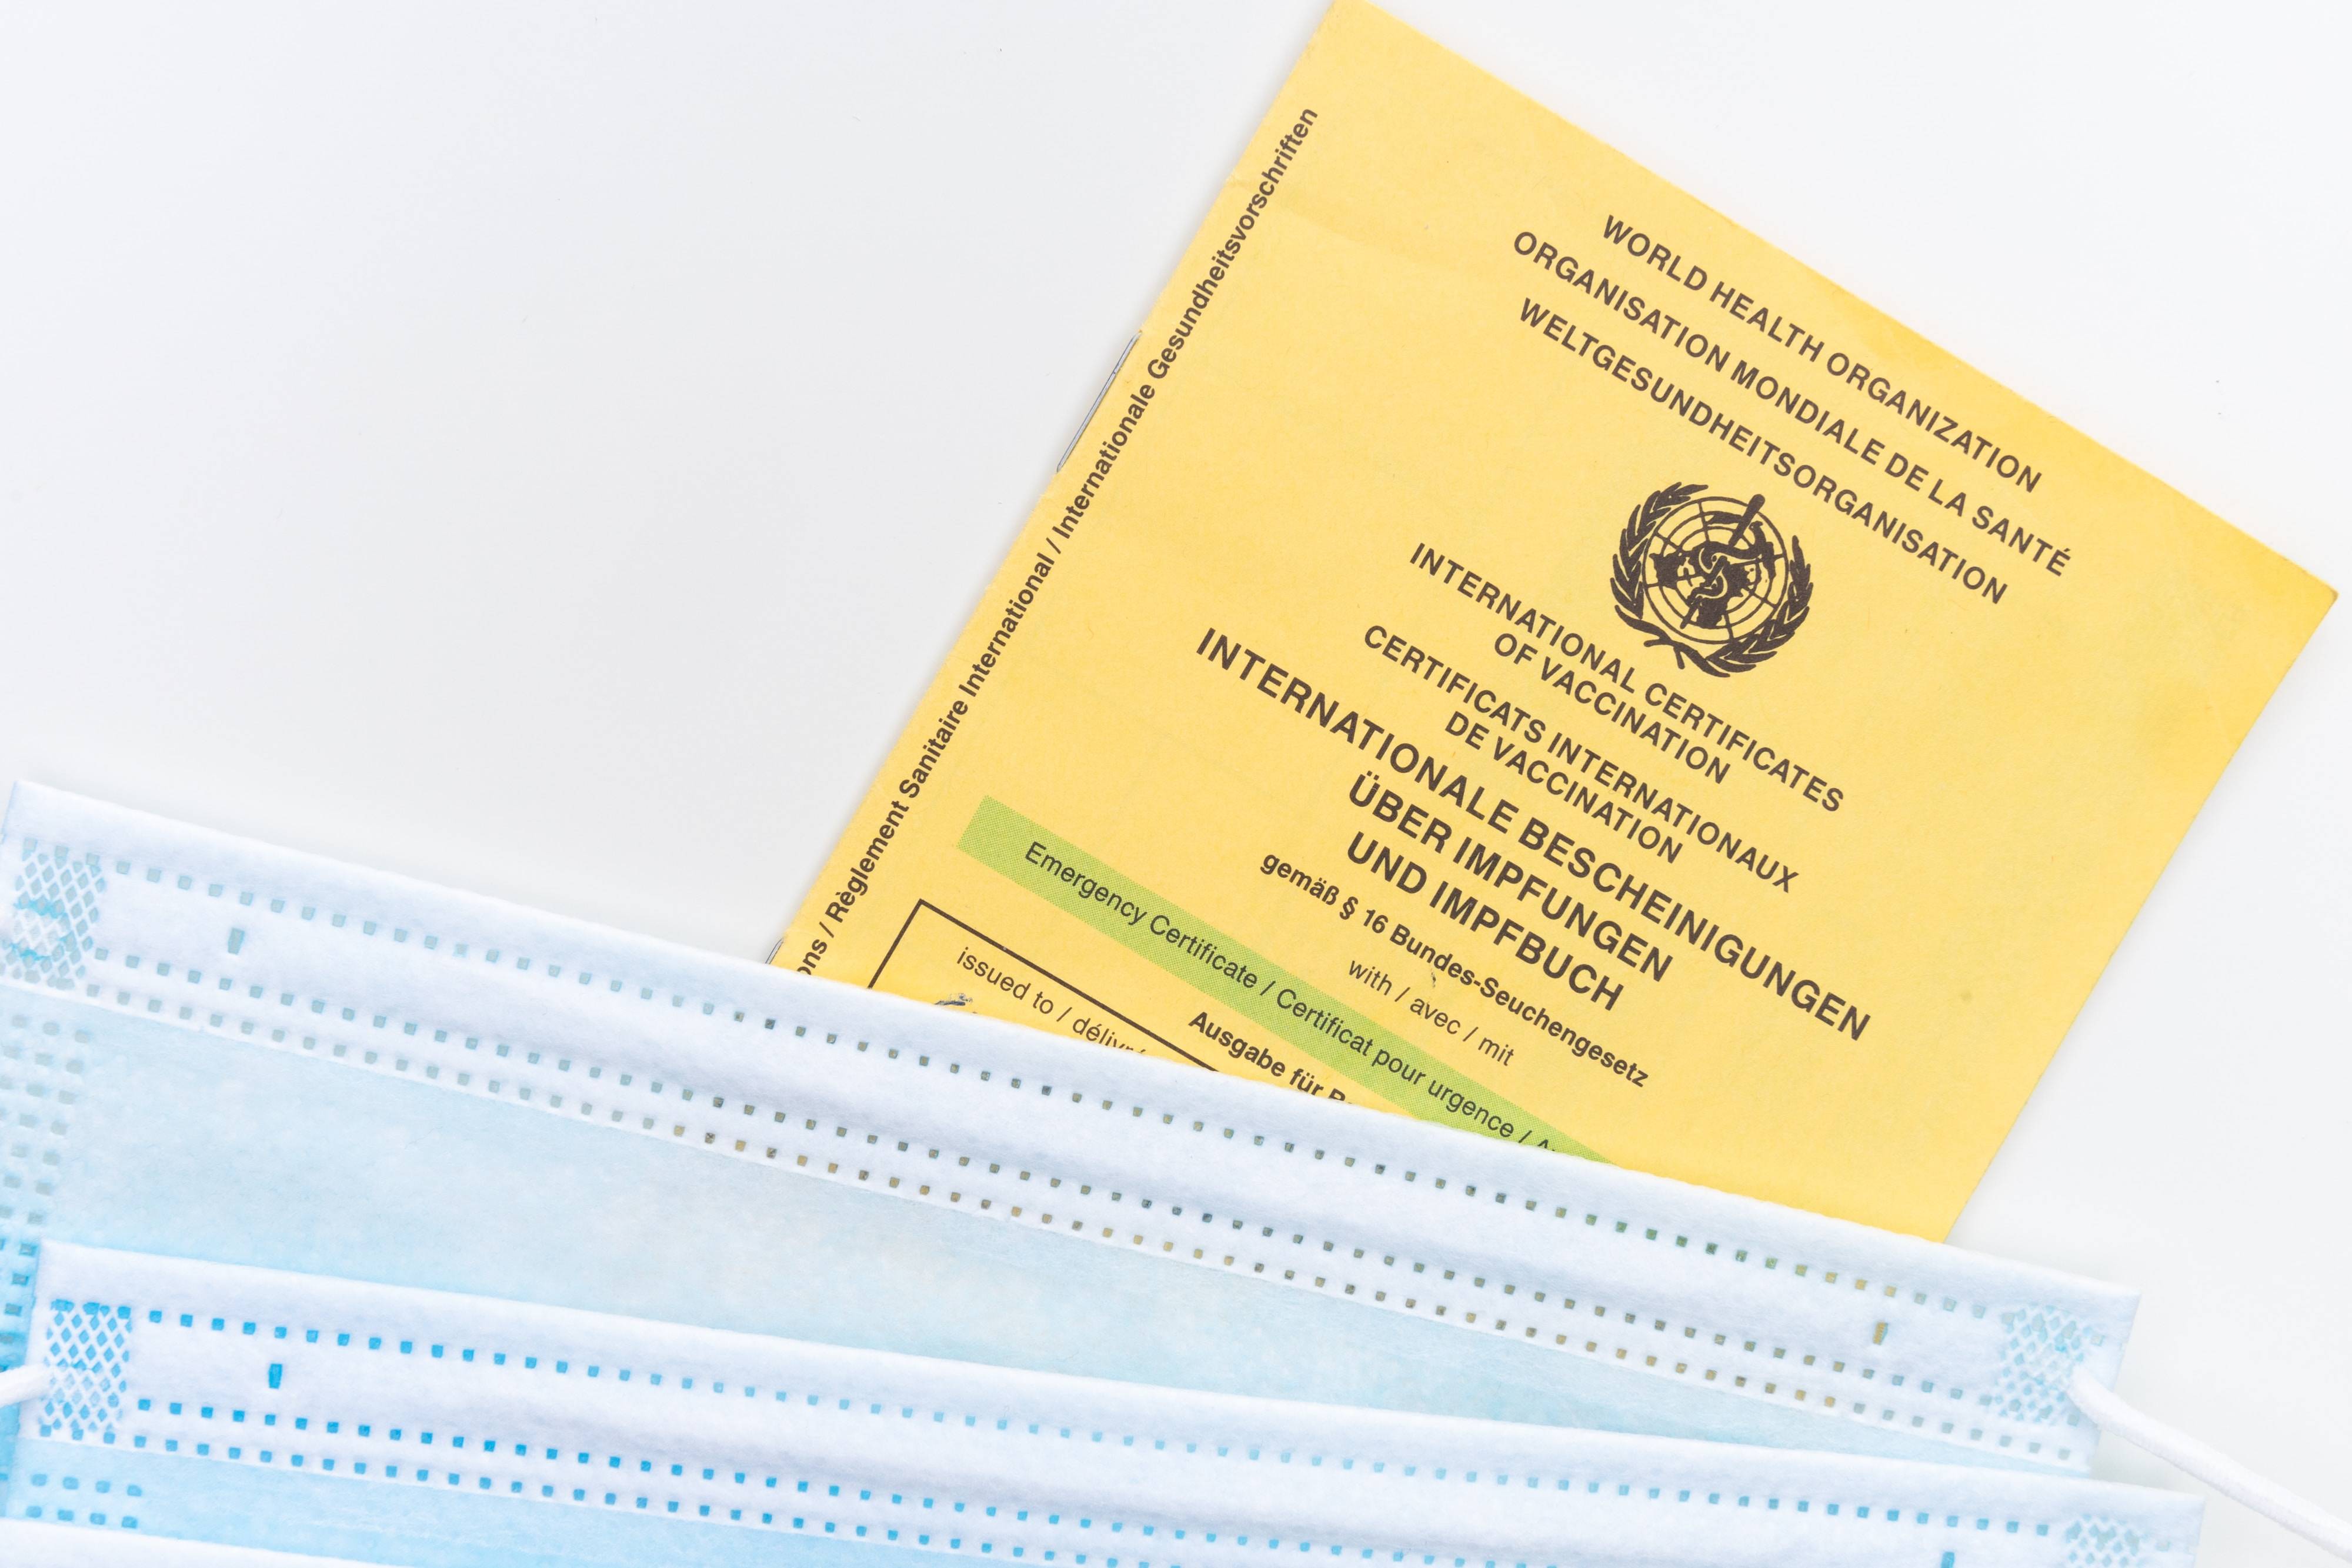 WORLD HEALTH ORGANIZATION
ORGANISATION MONDIALE DE LA SANTÉ
WELTGESUNDHEITSORGANISATION
INTERNATIONAL CERTIFICATES
OF VACCINATION
CERTIFICATS INTERNATIONAUX
DE VACCINATION
INTERNATIONALE BESCHEINIGUNGEN
ÜBER IMPFUNGEN
UND IMPFBUCH
gemäß § 16 Bundes-Seuchengesetz
with / avec / mit
Emergency Certificate / Certificat pour urgence /
Ausgabe für
issued to /
/ Règlement Sanitaire International / Internationale Gesundheitsvorschriften